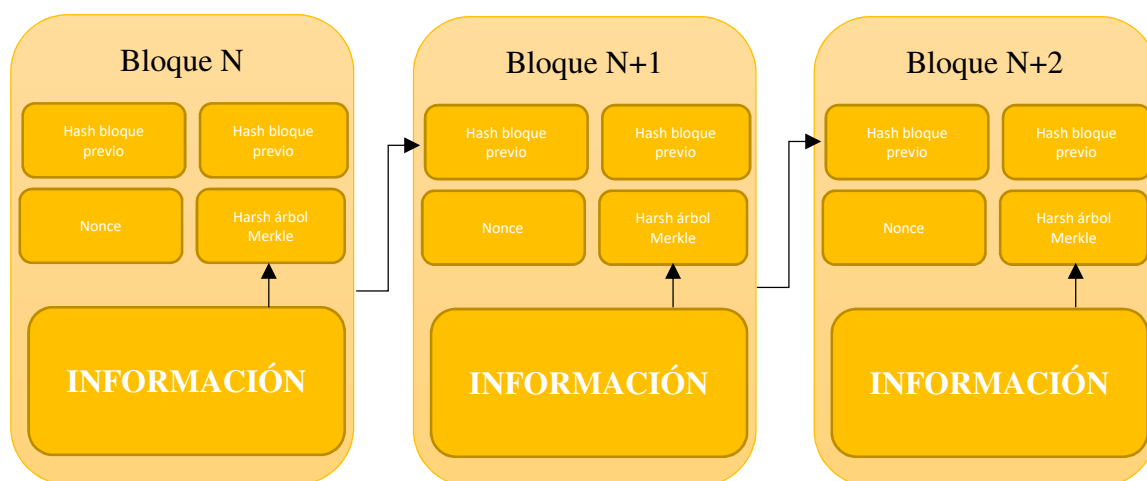 Bloque N
Hash bloque
previo
Hash bloque
previo
Nonce
Harsh árbol
Merkle
INFORMACIÓN
Bloque N+1
Hash bloque
previo
Hash bloque
previo
Nonce
Harsh árbol
Merkle
INFORMACIÓN
Bloque N+2
Hash bloque
previo
Hash bloque
previo
Nonce
Harsh árbol
Merkle
INFORMACIÓN